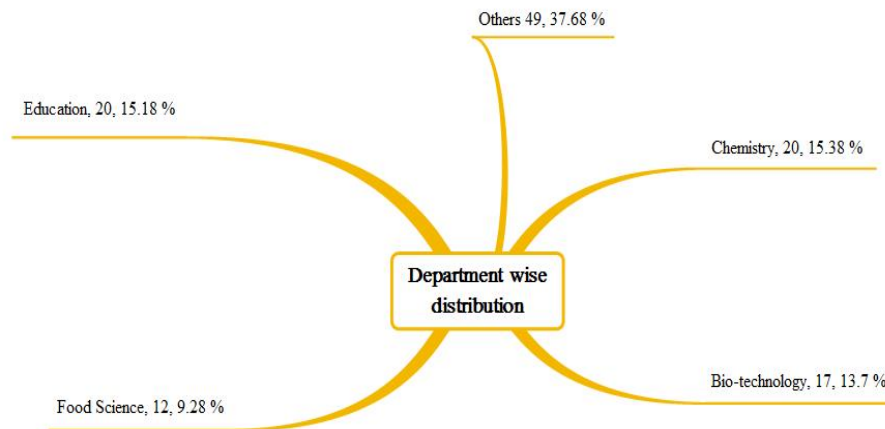 Others 49, 37.68 %
Education, 20, 15.18 %
Chemistry, 20, 15.38 %
Department wise
distribution
Bio-technology, 17, 13.7 %
Food Science, 12, 9.28 %